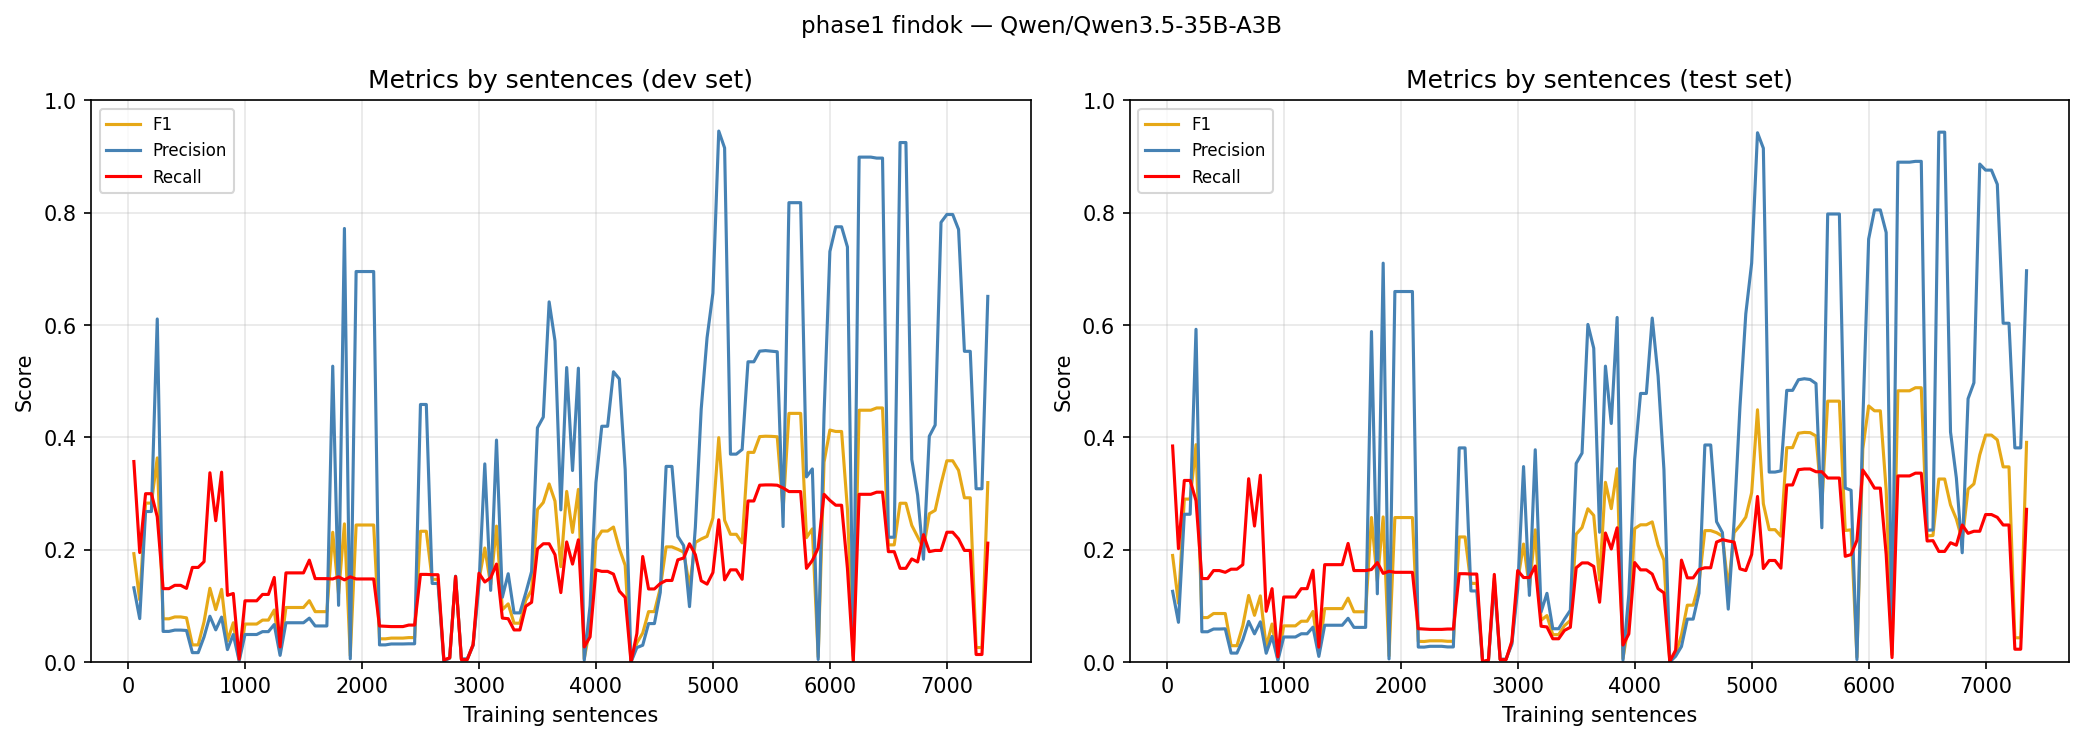 phase1 findok — Qwen/Qwen3.5-35B-A3B
Metrics by sentences (dev set)
F1
Precision
Recall
1.0
0.8
0.6
0.4
0.2
0.0
Score
0 1000 2000 3000 4000 5000 6000 7000
Training sentences
Metrics by sentences (test set)
F1
Precision
Recall
1.0
0.8
0.6
0.4
0.2
0.0
Score
0 1000 2000 3000 4000 5000 6000 7000
Training sentences